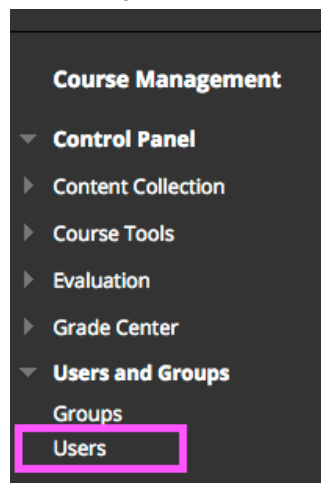 Course Management
Control Panel
Content Collection
Course Tools
Evaluation
Grade Center
Users and Groups
Groups
Users